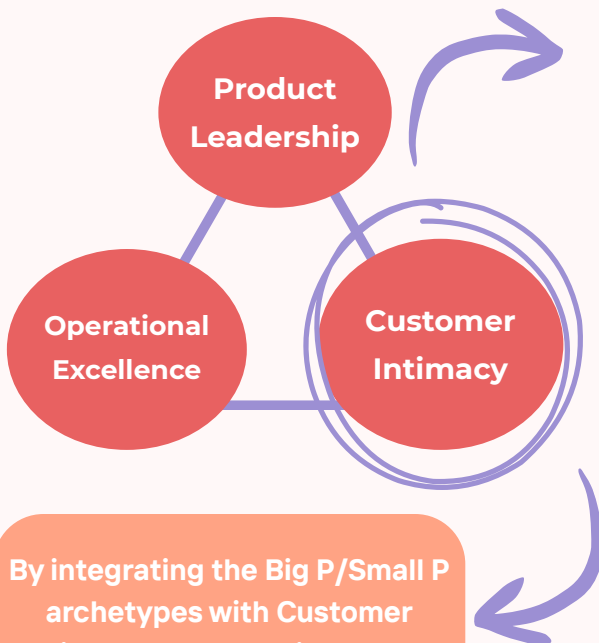 Product
Leadership
Operational
Excellence
Customer
Intimacy
By integrating the Big P/Small P
archetypes with Customer